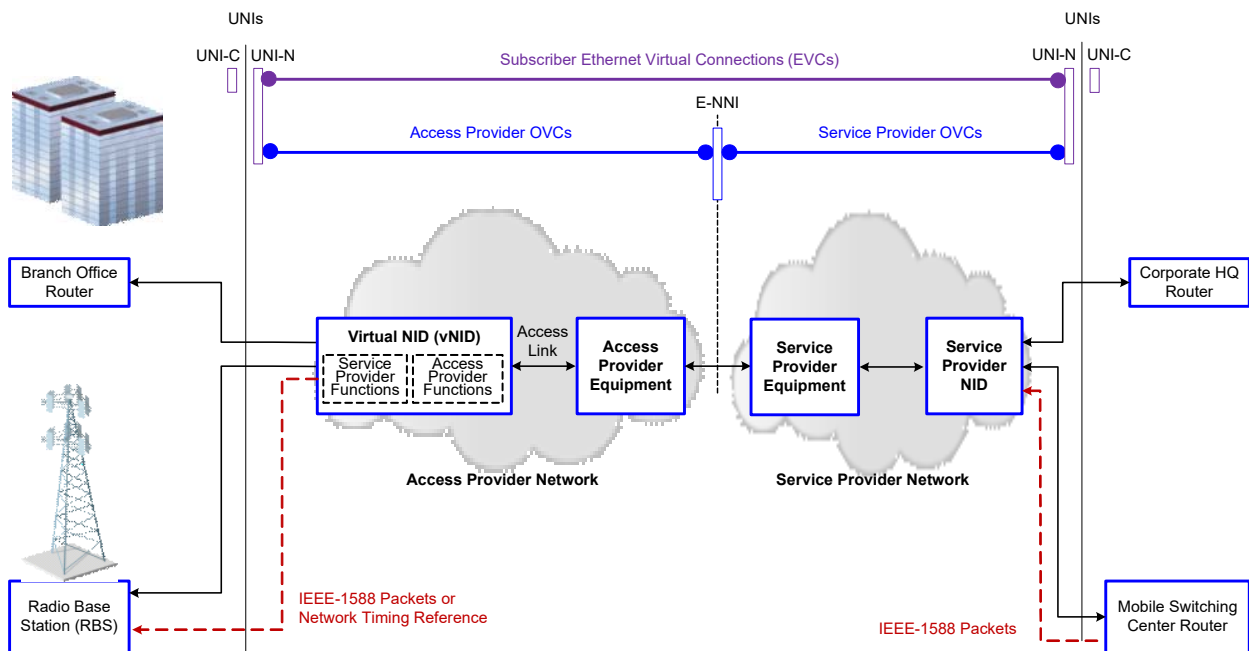 UNIs
UNIs
UNI-C
UNI-N
Subscriber Ethernet Virtual Connections (EVCs)
UNI-N
UNI-C
E-NNI
Access Provider OVCs
Service Provider OVCs
Branch Office
Router
Corporate HQ
Router
Virtual NID (vNID)
Service
Provider
Functions
Access
Provider
Functions
Access
Link
Access
Provider
Equipment
Service
Provider
Equipment
Service
Provider
NID
Access Provider Network
Service Provider Network
IEEE-1588 Packets or
Network Timing Reference
Radio Base
Station (RBS)
IEEE-1588 Packets
Mobile Switching
Center Router